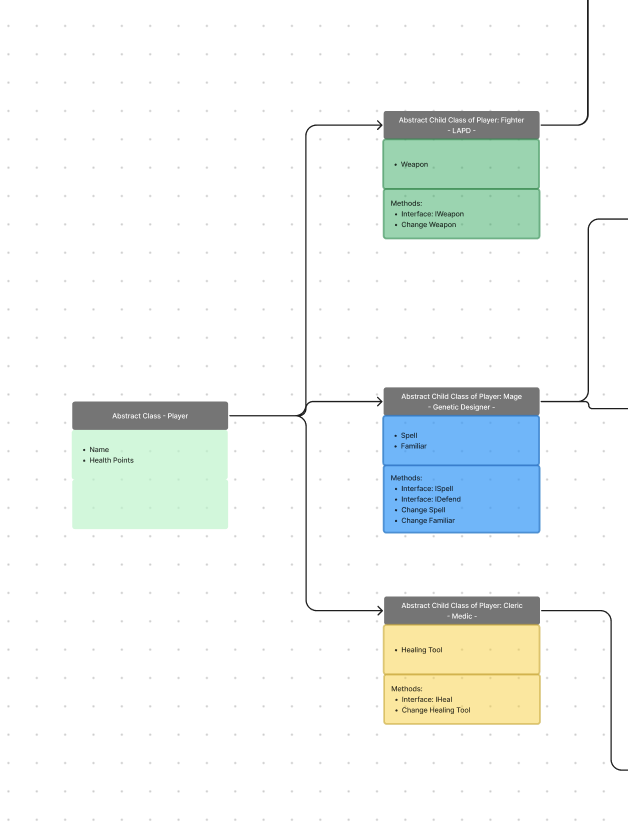 Abstract Child Class of Player: Fighter
- LAPD -
• Weapon
Methods:
• Interface: IWeapon
• Change Weapon
Abstract Class - Player
• Name
• Health Points
Abstract Child Class of Player: Mage
- Genetic Designer -
• Spell
• Familiar
Methods:
• Interface: ISpell
• Interface: IDefend
• Change Spell
• Change Familiar
Abstract Child Class of Player: Cleric
- Medic -
• Healing Tool
Methods:
• Interface: IHeal
• Change Healing Tool